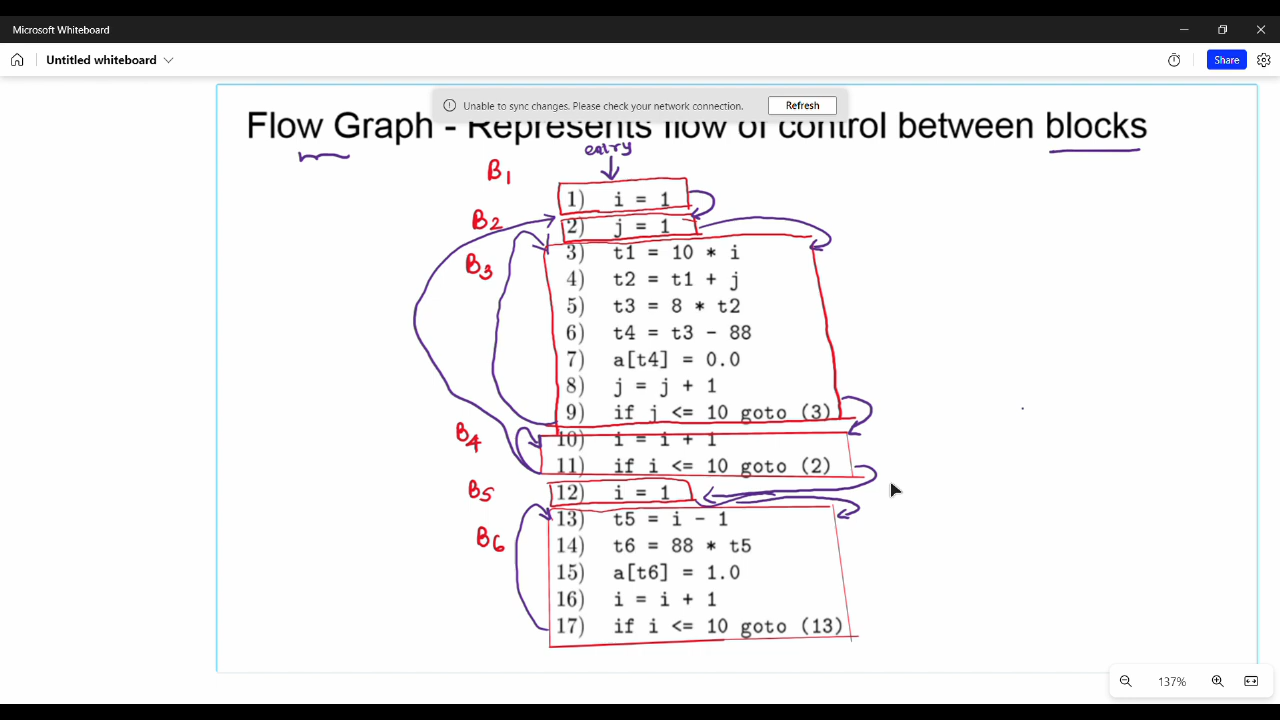 Microsoft Whiteboard
Untitled whiteboard
Share
Unable to sync changes. Please check your network connection. Refresh
Flow Graph - Represents flow of control between blocks
entry
B1
1) i = 1
B2
2) j = 1
B3
3) t1 = 10 * i
4) t2 = t1 + j
5) t3 = 8 * t2
6) t4 = t3 - 88
7) a[t4] = 0.0
8) j = j + 1
9) if j <= 10 goto (3)
B4
10) i = i + 1
11) if i <= 10 goto (2)
B5
12) i = 1
B6
13) t5 = i - 1
14) t6 = 88 * t5
15) a[t6] = 1.0
16) i = i + 1
17) if i <= 10 goto (13)
137%